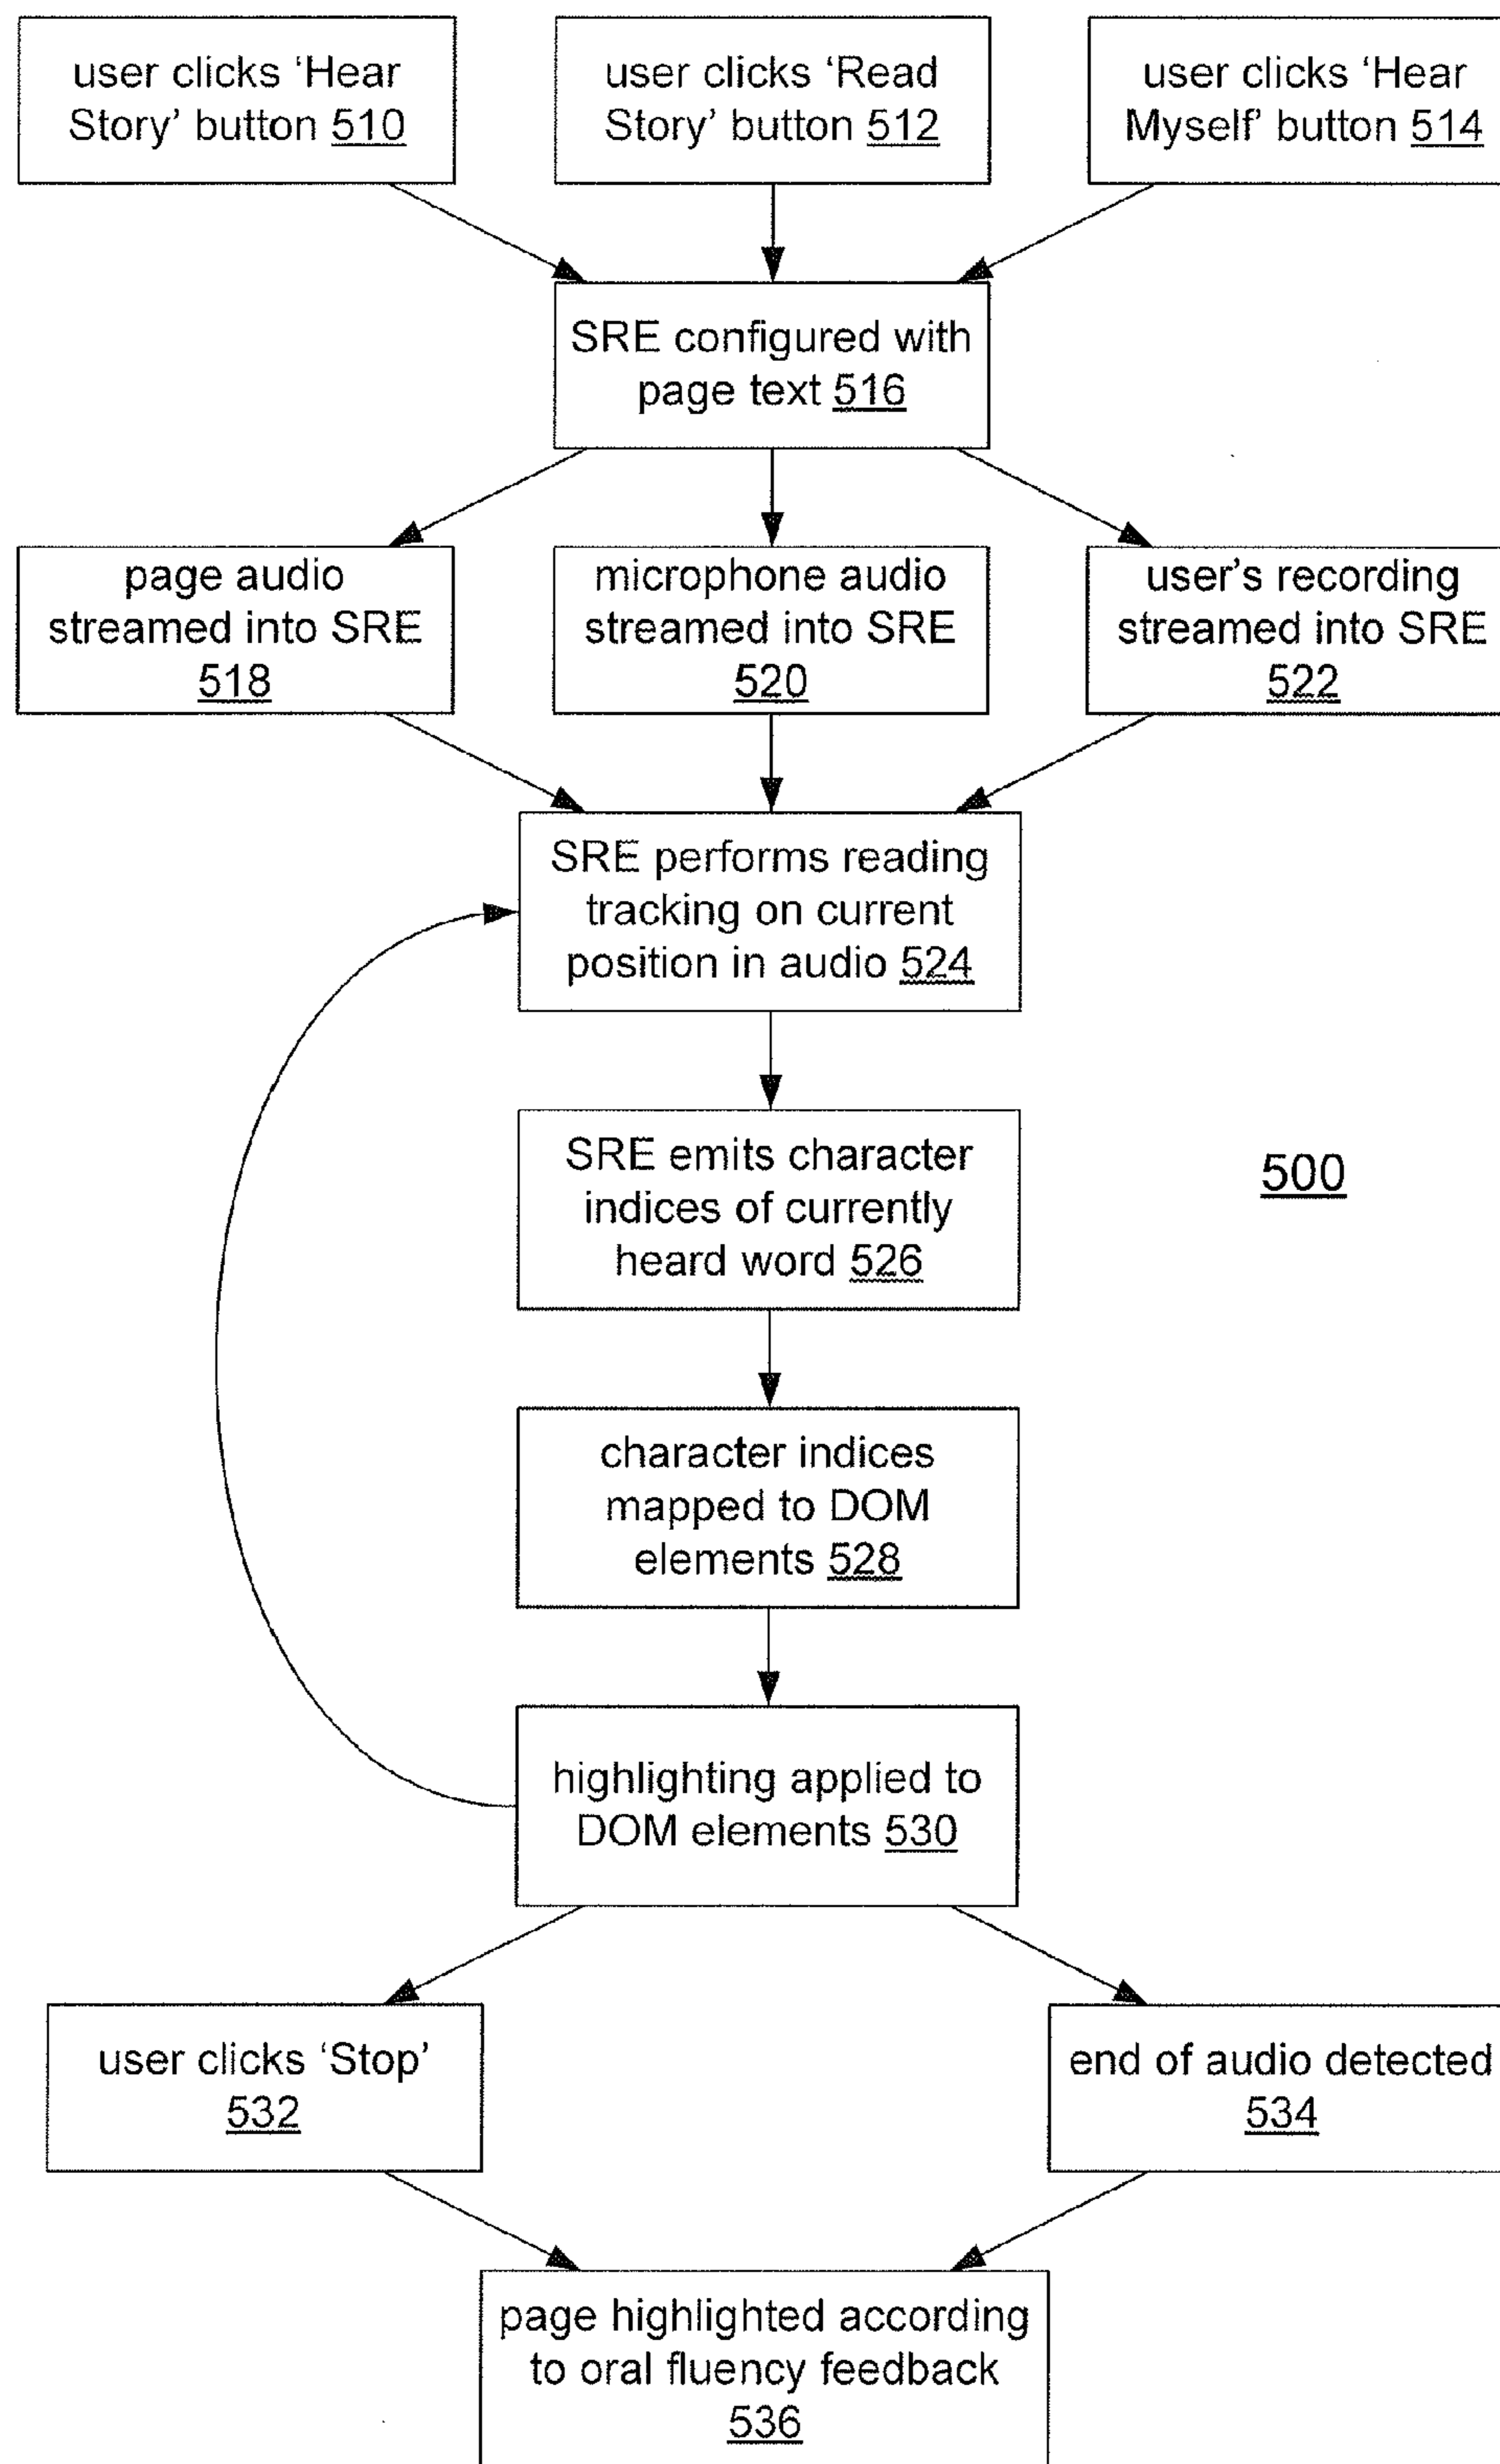 user clicks ‘Hear
Story’ button 510
user clicks ‘Read
Story’ button 512
user clicks ‘Hear
Myself’ button 514
SRE configured with
page text 516
page audio
streamed into SRE
518
microphone audio
streamed into SRE
520
user’s recording
streamed into SRE
522
SRE performs reading
tracking on current
position in audio 524
SRE emits character
indices of currently
heard word 526
500
character indices
mapped to DOM
elements 528
highlighting applied to
DOM elements 530
user clicks ‘Stop’
532
end of audio detected
534
page highlighted according
to oral fluency feedback
536